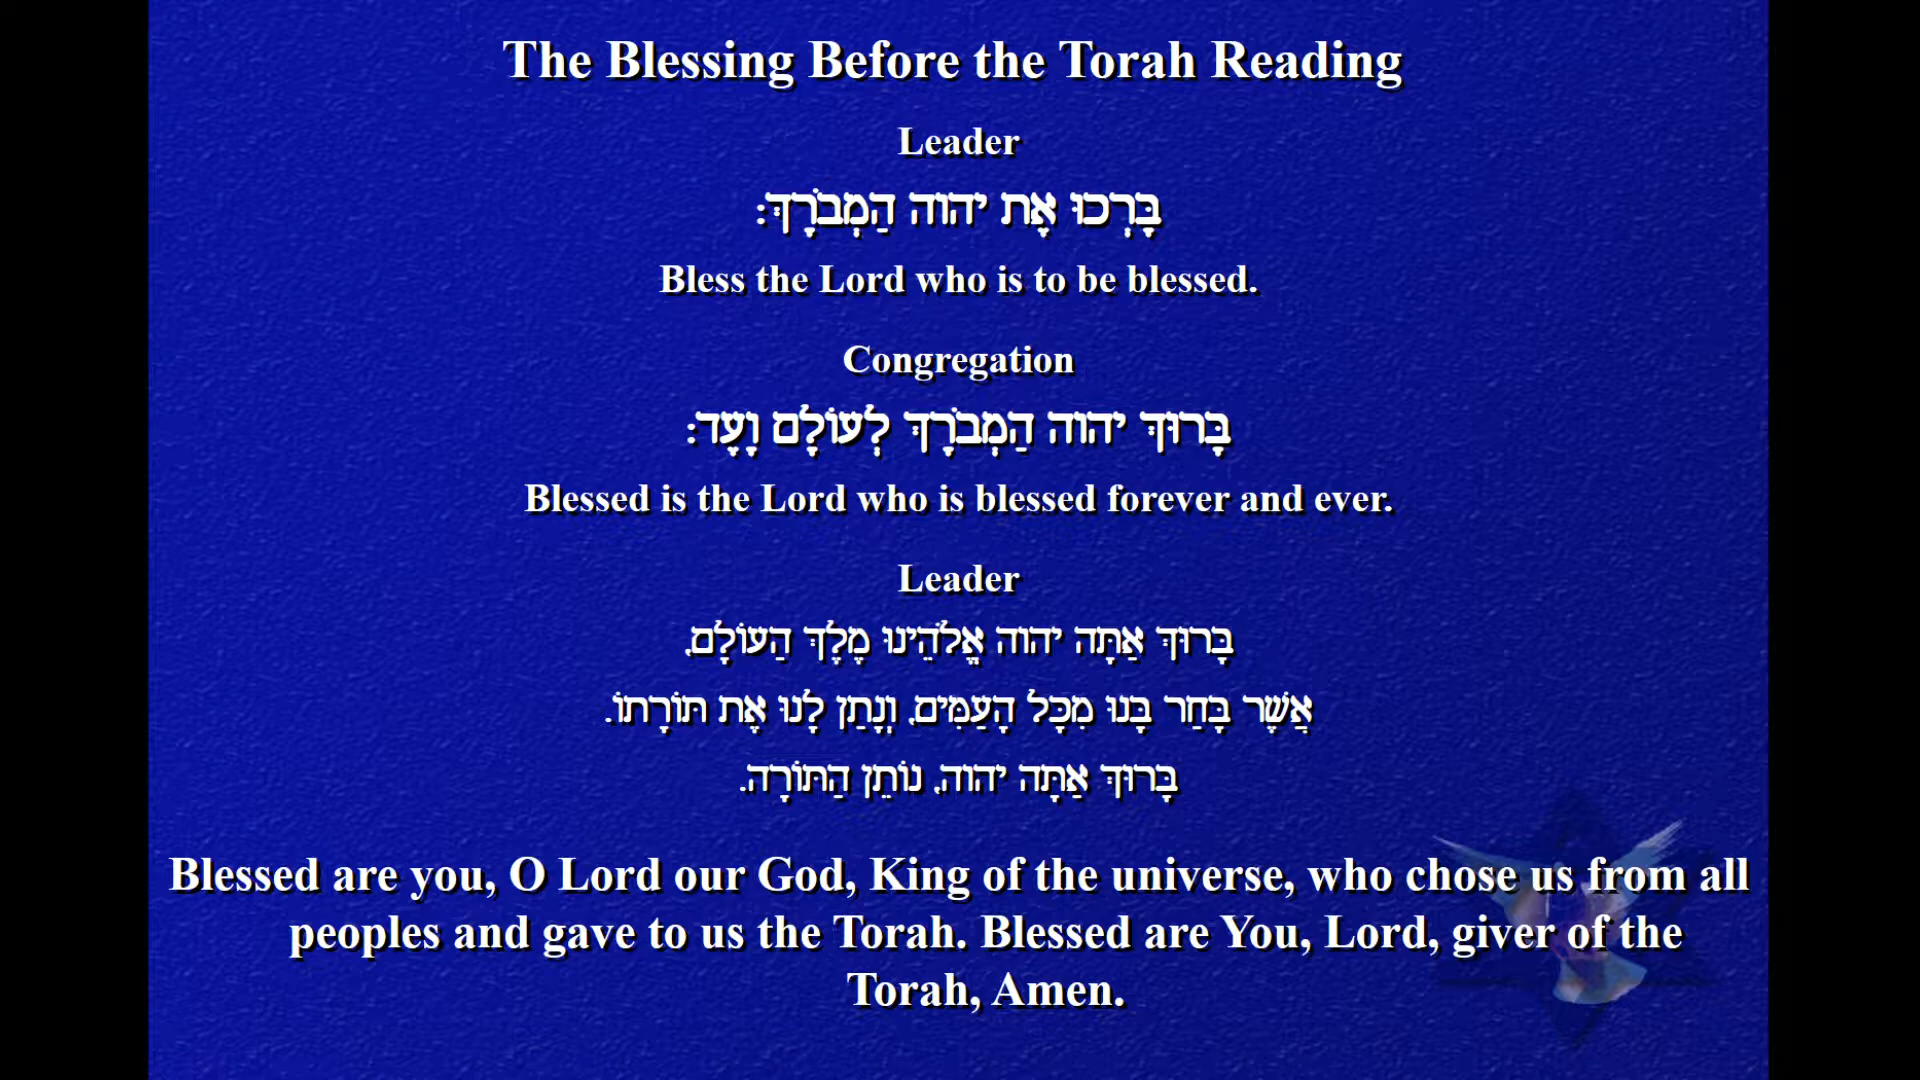 The Blessing Before the Torah Reading
Leader
בָּרְכוּ אֶת יהוה הַמְבֹרָךְ:
Bless the Lord who is to be blessed.
Congregation
בָּרוּךְ יהוה הַמְבֹרָךְ לְעוֹלָם וָעֶד:
Blessed is the Lord who is blessed forever and ever.
Leader
בָּרוּךְ אַתָּה יהוה אֱלֹהֵינוּ מֶלֶךְ הַעוֹלָם,
אֲשֶׁר בָּחַר בָּנוּ מִכָּל הָעַמִּים, וְנָתַן לָנוּ אֶת תּוֹרָתוֹ.
בָּרוּךְ אַתָּה יהוה, נוֹתֵן הַתּוֹרָה.
Blessed are you, O Lord our God, King of the universe, who chose us from all
peoples and gave to us the Torah. Blessed are You, Lord, giver of the
Torah, Amen.